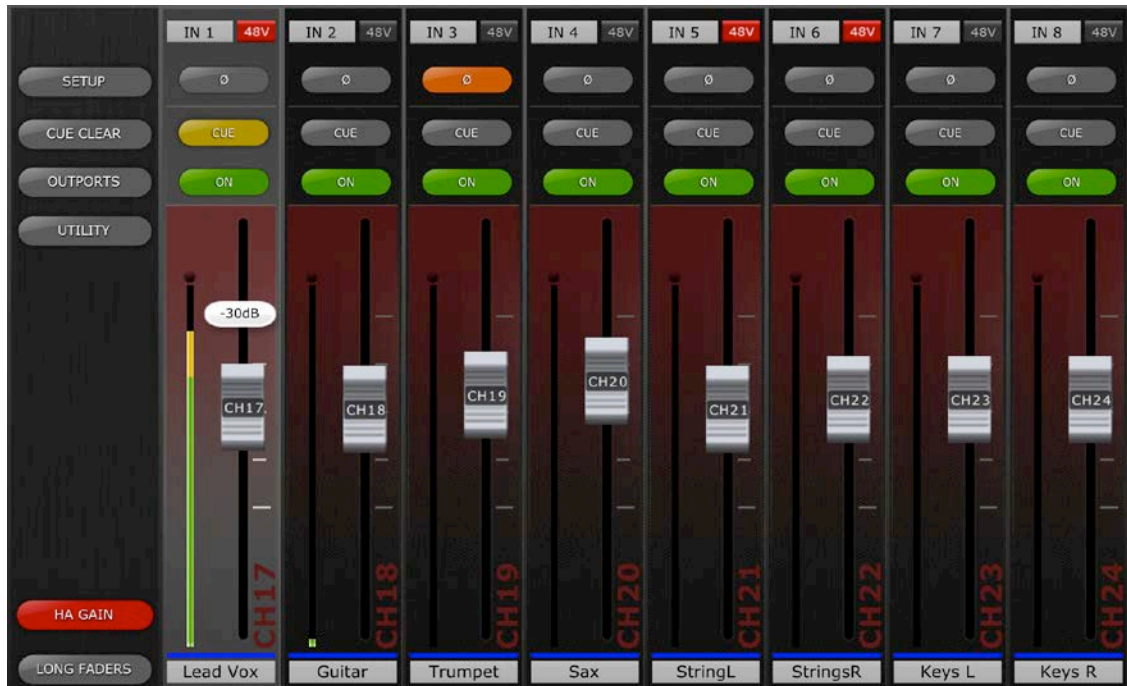 IN 1 48V IN 2 48V IN 3 48V IN 4 48V IN 5 48V IN 6 48V IN 7 48V IN 8 48V
SETUP Ø Ø Ø Ø Ø Ø Ø Ø
CUE CLEAR CUE CUE CUE CUE CUE CUE CUE CUE
OUTPORTS ON ON ON ON ON ON ON ON
UTILITY
-30dB
CH17 CH18 CH19 CH20 CH21 CH22 CH23 CH24
CH17 CH18 CH19 CH20 CH21 CH22 CH23 CH24
HA GAIN
LONG FADERS Lead Vox Guitar Trumpet Sax StringL StringsR Keys L Keys R